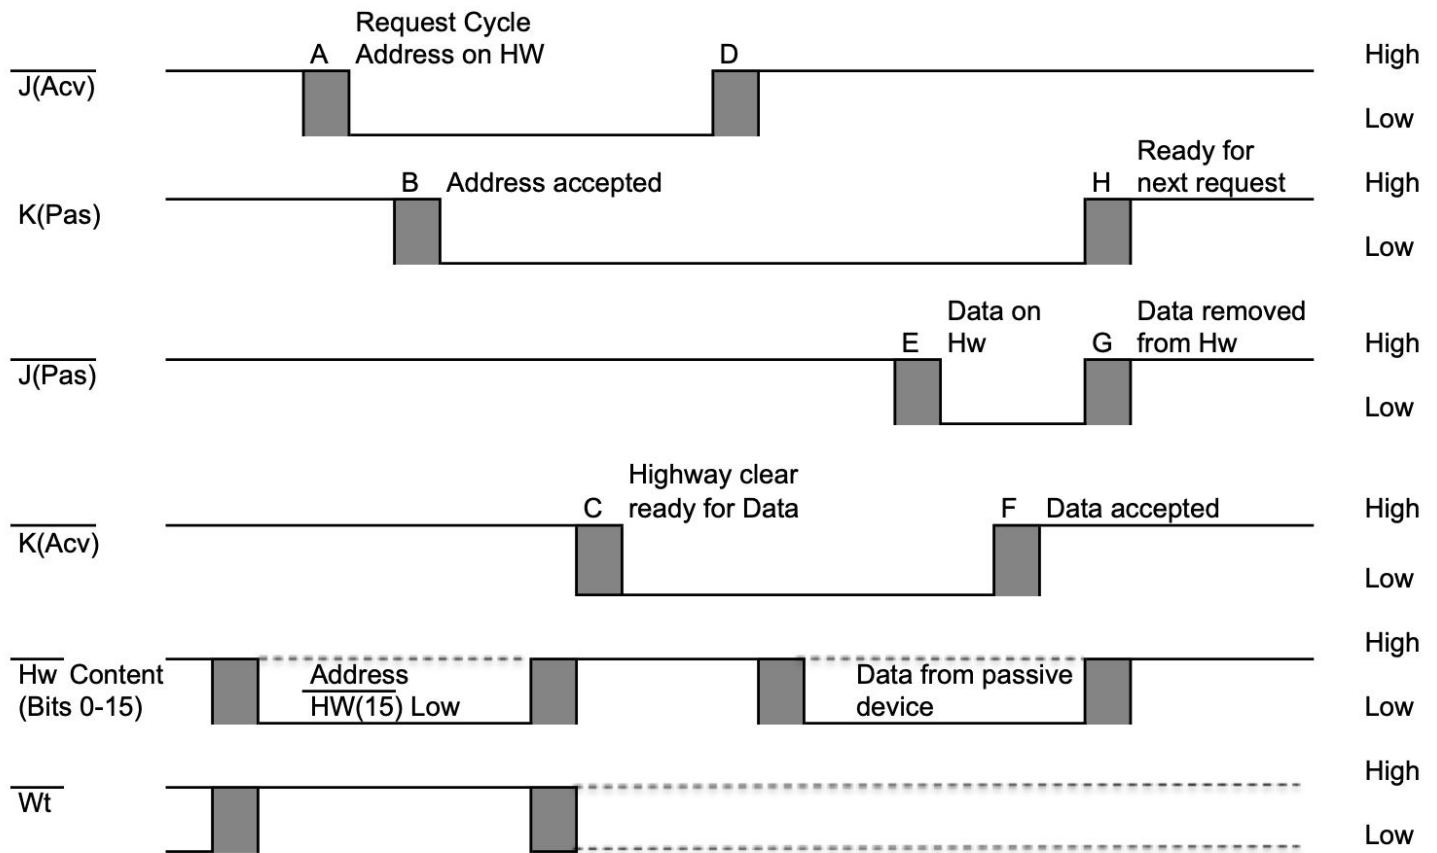 Request Cycle
A Address on HW D High
J(Acv)
Low
Ready for
B Address accepted H next request High
K(Pas)
Low
Data on Data removed
E Hw G from Hw High
J(Pas)
Low
Highway clear
C ready for Data F Data accepted High
K(Acv)
Low
High
Hw Content Address Data from passive
(Bits 0-15) HW(15) Low device Low
High
Wt
Low